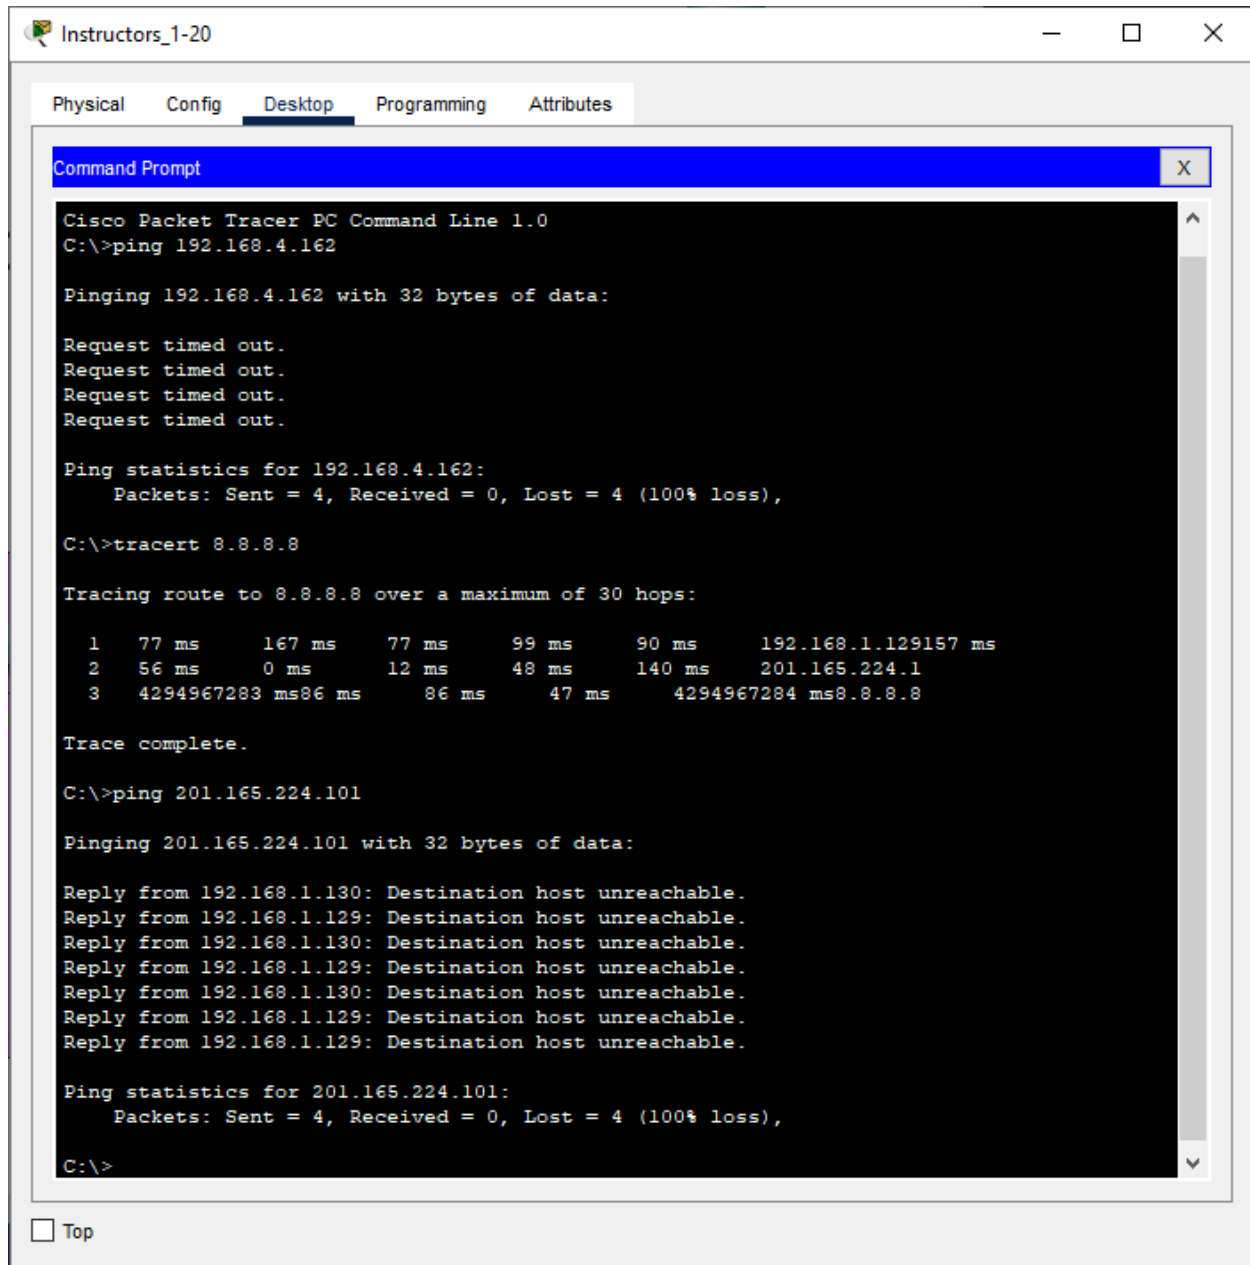 Instructors_1-20
Physical Config Desktop Programming Attributes
Command Prompt X
Cisco Packet Tracer PC Command Line 1.0
C:\>ping 192.168.4.162
Pinging 192.168.4.162 with 32 bytes of data:
Request timed out.
Request timed out.
Request timed out.
Request timed out.
Ping statistics for 192.168.4.162:
    Packets: Sent = 4, Received = 0, Lost = 4 (100% loss),
C:\>tracert 8.8.8.8
Tracing route to 8.8.8.8 over a maximum of 30 hops:
  1   77 ms     167 ms    77 ms     99 ms     90 ms     192.168.1.129157 ms
  2   56 ms     0 ms      12 ms     48 ms     140 ms    201.165.224.1
  3   4294967283 ms86 ms     86 ms     47 ms     4294967284 ms8.8.8.8
Trace complete.
C:\>ping 201.165.224.101
Pinging 201.165.224.101 with 32 bytes of data:
Reply from 192.168.1.130: Destination host unreachable.
Reply from 192.168.1.129: Destination host unreachable.
Reply from 192.168.1.130: Destination host unreachable.
Reply from 192.168.1.129: Destination host unreachable.
Reply from 192.168.1.130: Destination host unreachable.
Reply from 192.168.1.129: Destination host unreachable.
Reply from 192.168.1.129: Destination host unreachable.
Ping statistics for 201.165.224.101:
    Packets: Sent = 4, Received = 0, Lost = 4 (100% loss),
C:\>
Top